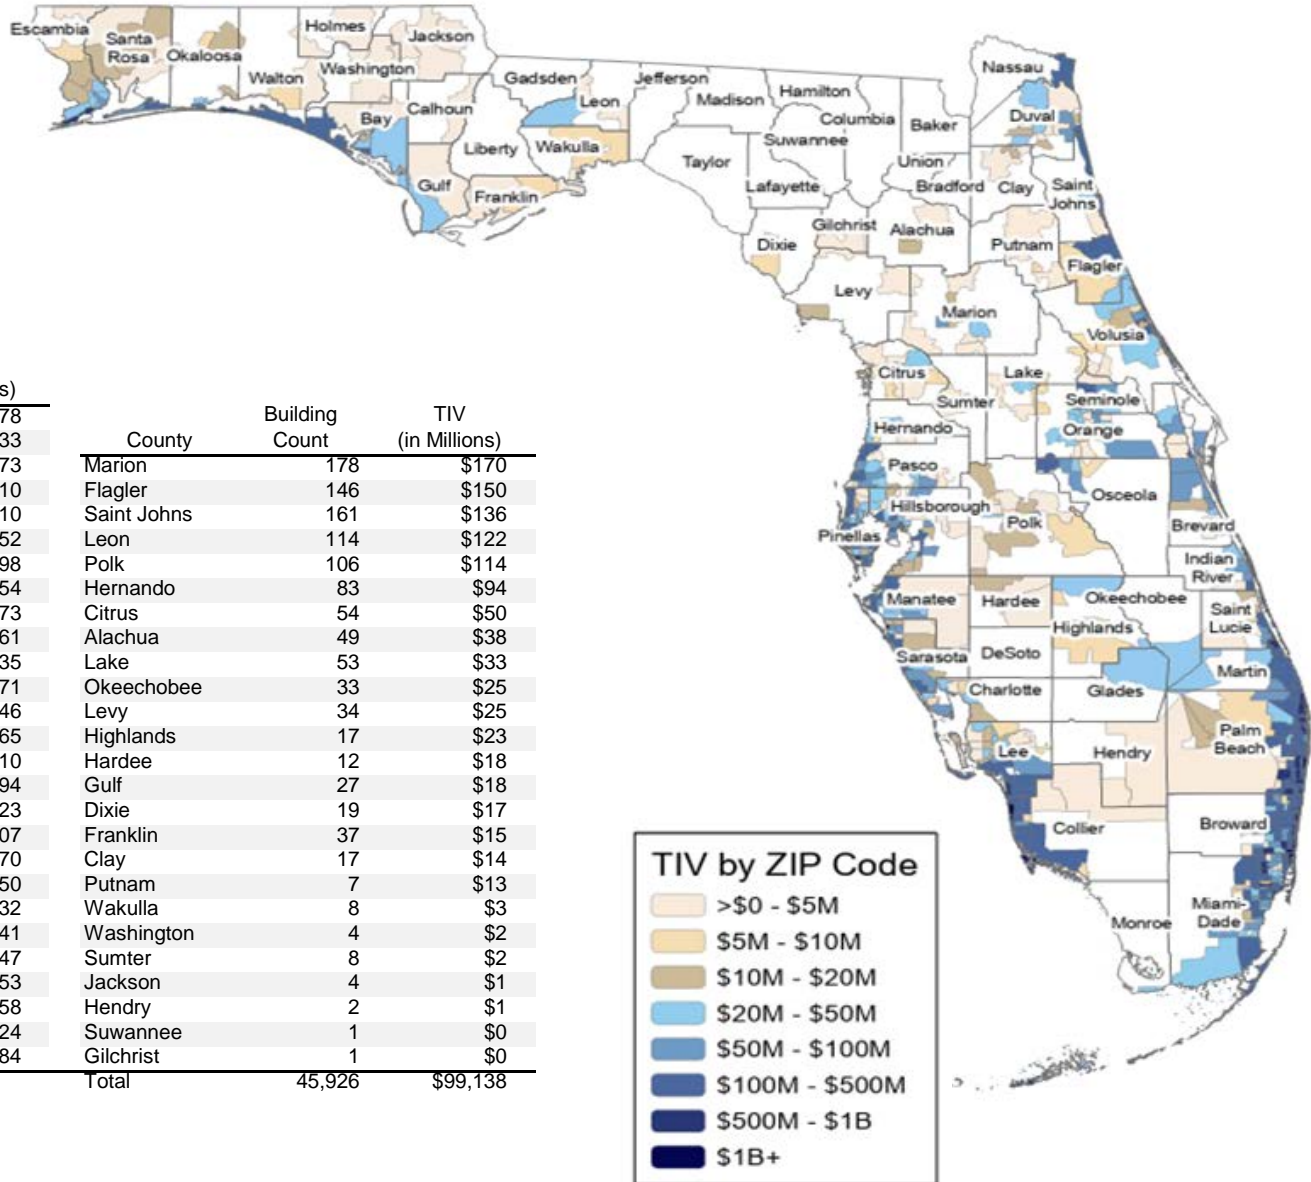 s)
78
33
73
10
10
52
98
54
73
61
35
71
46
65
10
94
23
07
70
50
32
41
47
53
58
24
84
Building TIV
County Count (in Millions)
Marion 178 $170
Flagler 146 $150
Saint Johns 161 $136
Leon 114 $122
Polk 106 $114
Hernando 83 $94
Citrus 54 $50
Alachua 49 $38
Lake 53 $33
Okeechobee 33 $25
Levy 34 $25
Highlands 17 $23
Hardee 12 $18
Gulf 27 $18
Dixie 19 $17
Franklin 37 $15
Clay 17 $14
Putnam 7 $13
Wakulla 8 $3
Washington 4 $2
Sumter 8 $2
Jackson 4 $1
Hendry 2 $1
Suwannee 1 $0
Gilchrist 1 $0
Total 45,926 $99,138
Escambia
Santa
Rosa
Okaloosa
Holmes
Jackson
Walton
Washington
Bay
Calhoun
Gadsden
Leon
Jefferson
Liberty
Wakulla
Gulf
Franklin
Madison
Hamilton
Columbia
Baker
Nassau
Duval
Taylor
Suwannee
Lafayette
Union
Bradford
Clay
Saint
Johns
Dixie
Gilchrist
Alachua
Putnam
Flagler
Levy
Marion
Volusia
Citrus
Sumter
Lake
Seminole
Orange
Hernando
Pasco
Osceola
Hillsborough
Polk
Brevard
Pinellas
Indian
River
Manatee
Hardee
Okeechobee
Highlands
Saint
Lucie
Sarasota
DeSoto
Martin
Charlotte
Glades
Lee
Hendry
Palm
Beach
Collier
Broward
Monroe
Miami-
Dade
TIV by ZIP Code
>$0 - $5M
$5M - $10M
$10M - $20M
$20M - $50M
$50M - $100M
$100M - $500M
$500M - $1B
$1B+